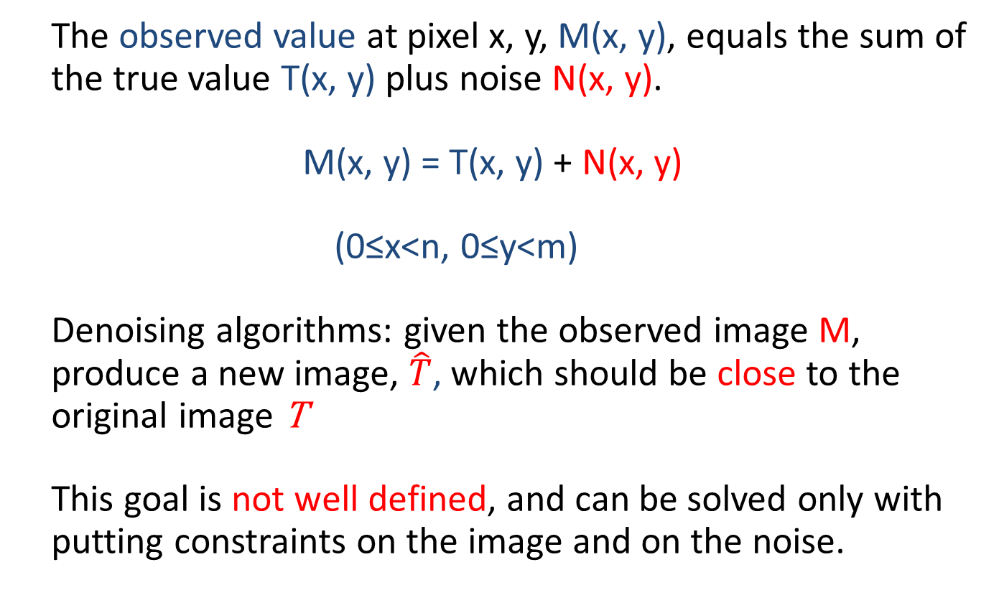 The observed value at pixel x, y, M(x, y), equals the sum of
the true value T(x, y) plus noise N(x, y).
M(x, y) = T(x, y) + N(x, y)
(0≤x<n, 0≤y<m)
Denoising algorithms: given the observed image M,
produce a new image, T̂, which should be close to the
original image T
This goal is not well defined, and can be solved only with
putting constraints on the image and on the noise.